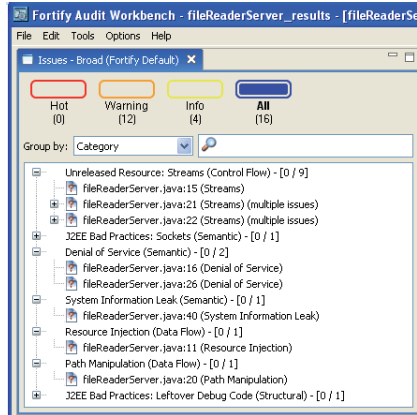 Fortify Audit Workbench - fileReaderServer_results - [fileReaderSe
File Edit Tools Options Help
Issues - Broad (Fortify Default)
Hot Warning Info All
(0) (12) (4) (16)
Group by: Category
Unreleased Resource: Streams (Control Flow) - [0 / 9]
fileReaderServer.java:15 (Streams)
fileReaderServer.java:21 (Streams) (multiple issues)
fileReaderServer.java:22 (Streams) (multiple issues)
J2EE Bad Practices: Sockets (Semantic) - [0 / 1]
Denial of Service (Semantic) - [0 / 2]
fileReaderServer.java:16 (Denial of Service)
fileReaderServer.java:26 (Denial of Service)
System Information Leak (Semantic) - [0 / 1]
fileReaderServer.java:40 (System Information Leak)
Resource Injection (Data Flow) - [0 / 1]
fileReaderServer.java:11 (Resource Injection)
Path Manipulation (Data Flow) - [0 / 1]
fileReaderServer.java:20 (Path Manipulation)
J2EE Bad Practices: Leftover Debug Code (Structural) - [0 / 1]